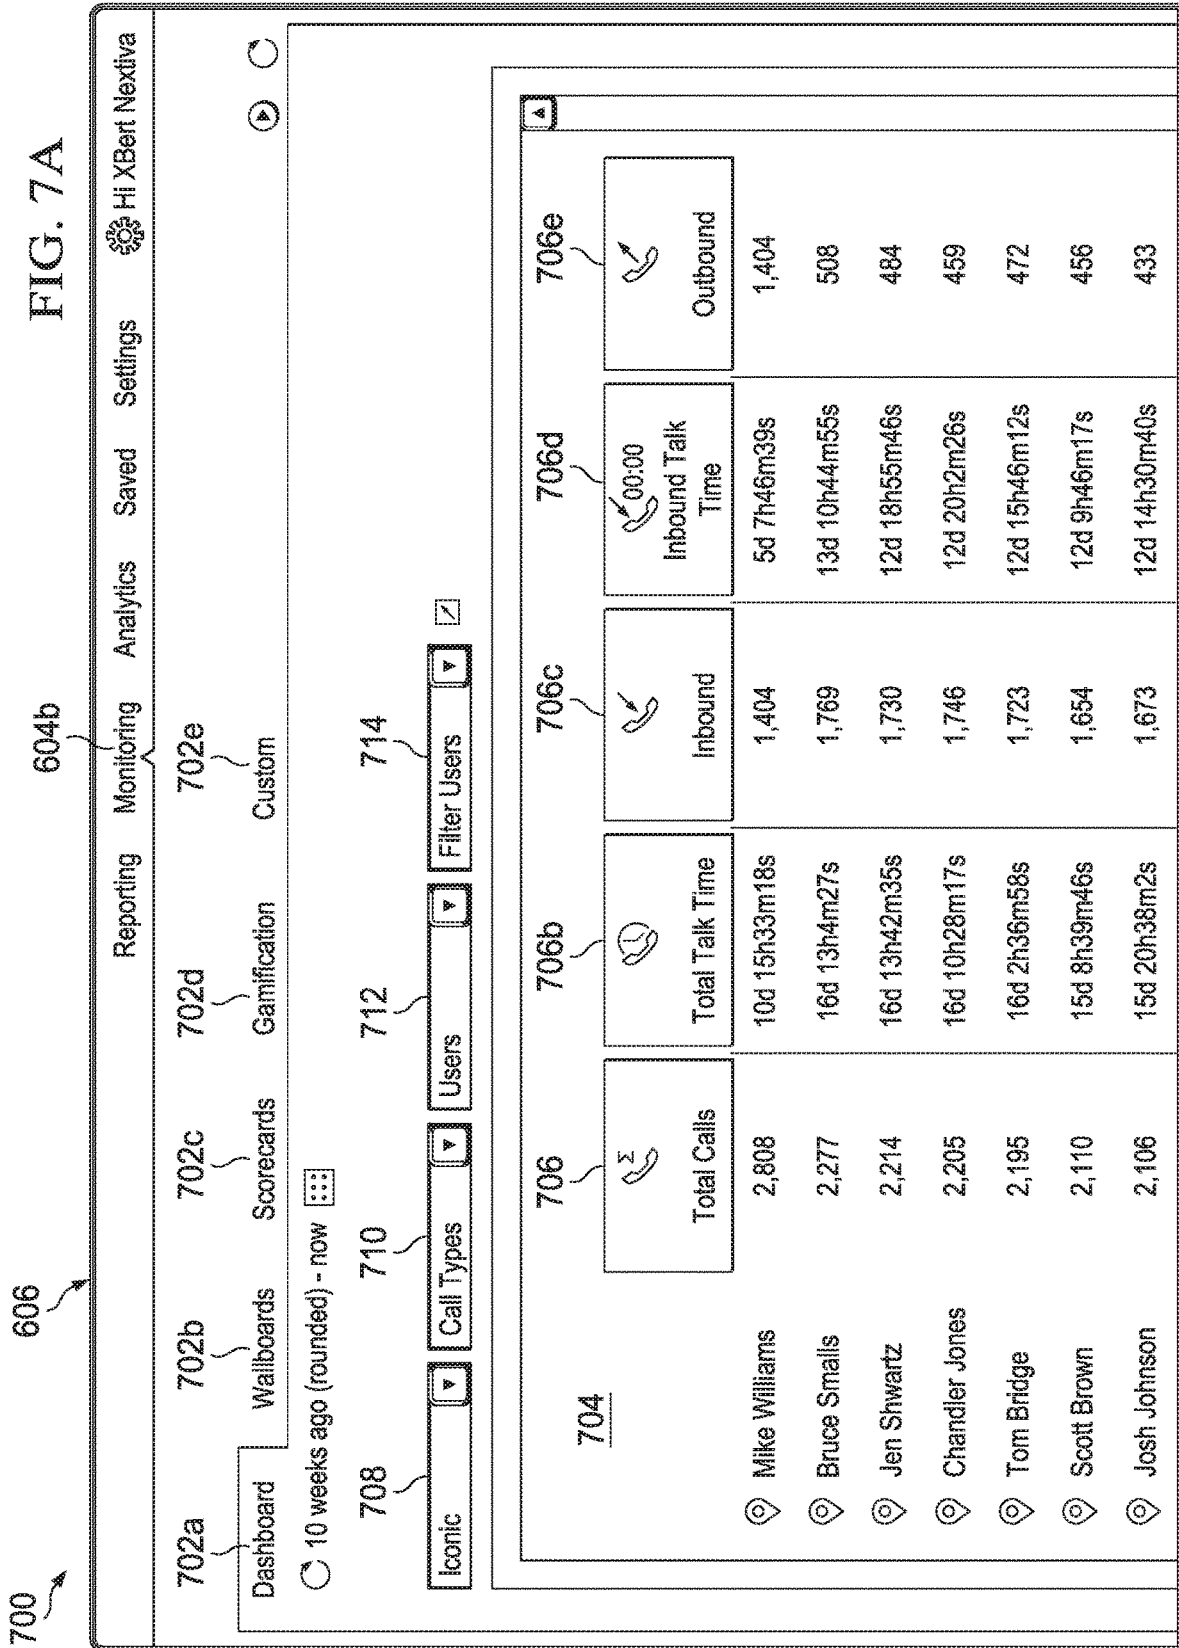 700
606
FIG. 7A
604b
Reporting Monitoring Analytics Saved Settings Hi XBert Nextiva
702a 702b 702c 702d 702e
Dashboard Wallboards Scorecards Gamification Custom
10 weeks ago (rounded) - now
708 710 712 714
Iconic Call Types Users Filter Users
704
706 706b 706c 706d 706e
Σ 00:00
Total Calls Total Talk Time Inbound Inbound Talk Outbound
Time
Mike Williams 2,808 10d 15h33m18s 1,404 5d 7h46m39s 1,404
Bruce Smalls 2,277 16d 13h4m27s 1,769 13d 10h44m55s 508
Jen Shwartz 2,214 16d 13h42m35s 1,730 12d 18h55m46s 484
Chandler Jones 2,205 16d 10h28m17s 1,746 12d 20h2m26s 459
Tom Bridge 2,195 16d 2h36m58s 1,723 12d 15h46m12s 472
Scott Brown 2,110 15d 8h39m46s 1,654 12d 9h46m17s 456
Josh Johnson 2,106 15d 20h38m2s 1,673 12d 14h30m40s 433